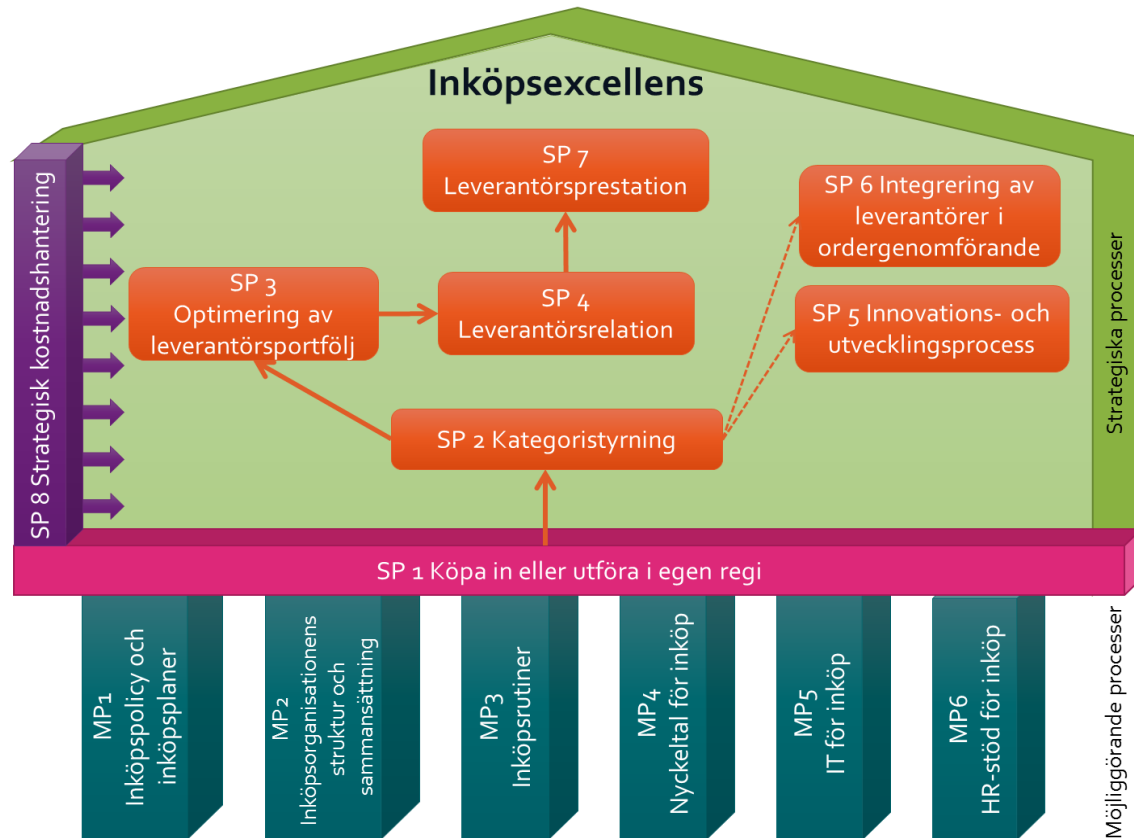 Inköpsexcellens
SP 7
Leverantörsprestation
SP 6 Integrering av
leverantörer i
ordergenomförande
SP 3
Optimering av
leverantörsportfölj
SP 4
Leverantörsrelation
SP 5 Innovations- och
utvecklingsprocess
SP 2 Kategoristyrning
SP 8 Strategisk kostnadshantering
Strategiska processer
SP 1 Köpa in eller utföra i egen regi
MP1
Inköpspolicy och
inköpsplaner
MP2
Inköpsorganisationens
struktur och
sammansättning
MP3
Inköpsrutiner
MP4
Nyckeltal för inköp
MP5
IT för inköp
MP6
HR-stöd för inköp
Möjliggörande processer